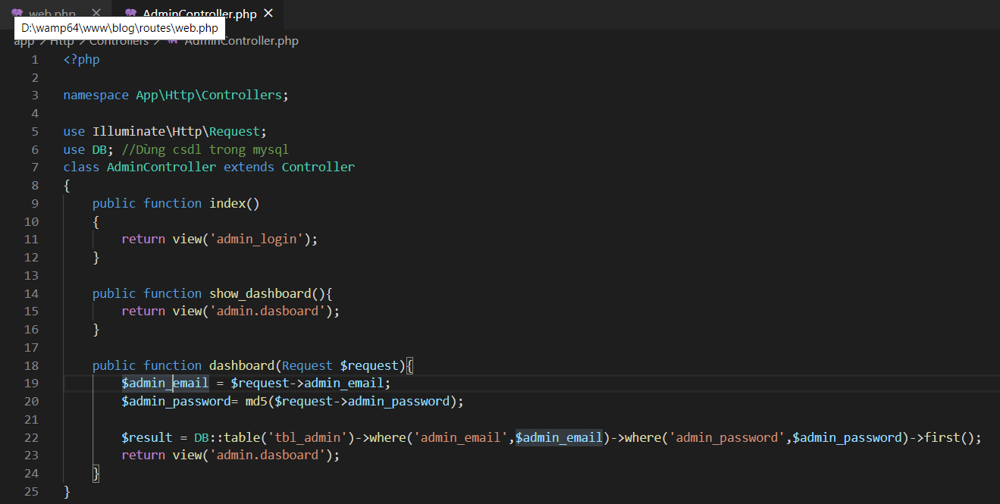 web.php AdminController.php
D:\wamp64\www\blog\routes\web.php
app > Http > Controllers > AdminController.php
1 <?php
2
3 namespace App\Http\Controllers;
4
5 use Illuminate\Http\Request;
6 use DB; //Dùng csdl trong mysql
7 class AdminController extends Controller
8 {
9 public function index()
10 {
11 return view('admin_login');
12 }
13
14 public function show_dashboard(){
15 return view('admin.dasboard');
16 }
17
18 public function dashboard(Request $request){
19 $admin_email = $request->admin_email;
20 $admin_password= md5($request->admin_password);
21
22 $result = DB::table('tbl_admin')->where('admin_email',$admin_email)->where('admin_password',$admin_password)->first();
23 return view('admin.dasboard');
24 }
25 }